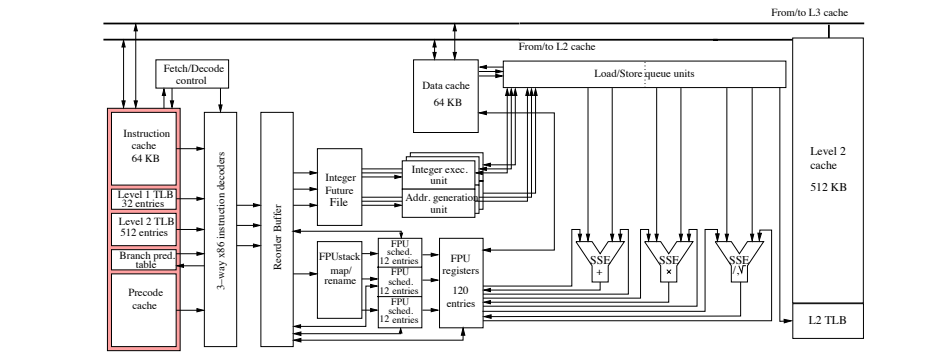 From/to L3 cache
From/to L2 cache
Fetch/Decode
control
Data cache
64 KB
Load/Store queue units
Instruction
cache
64 KB
Level 1 TLB
32 entries
Level 2 TLB
512 entries
Branch pred.
table
Precode
cache
3-way x86 instruction decoders
Reorder Buffer
Integer
Future
File
Integer exec.
unit
Addr. generation
unit
FPUstack
map/
rename
FPU
sched.
12 entries
FPU
sched.
12 entries
FPU
sched.
12 entries
FPU
registers
120
entries
SSE
+
SSE
×
SSE
/,√
Level 2
cache
512 KB
L2 TLB